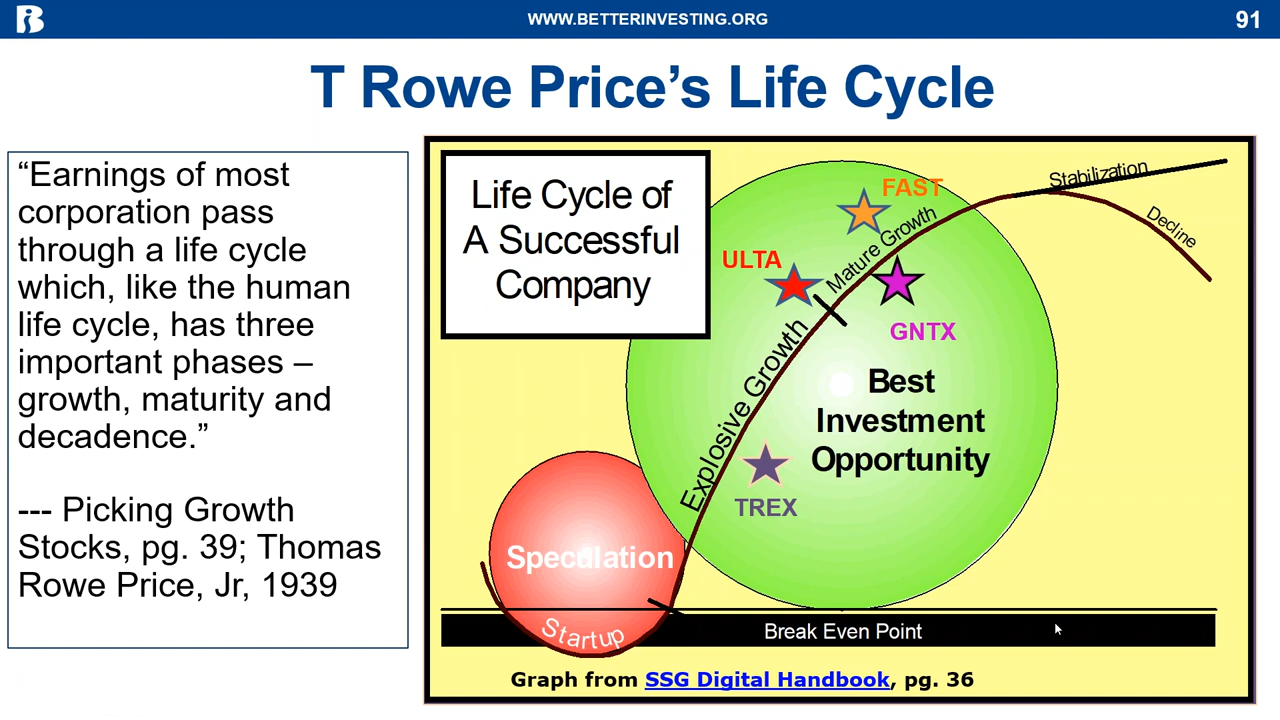 WWW.BETTERINVESTING.ORG
91
T Rowe Price’s Life Cycle
“Earnings of most
corporation pass
through a life cycle
which, like the human
life cycle, has three
important phases –
growth, maturity and
decadence.”
--- Picking Growth
Stocks, pg. 39; Thomas
Rowe Price, Jr, 1939
Life Cycle of
A Successful
Company
Stabilization
Decline
FAST
Mature Growth
ULTA
GNTX
Explosive Growth
Best
Investment
Opportunity
TREX
Speculation
Startup
Break Even Point
Graph from SSG Digital Handbook, pg. 36